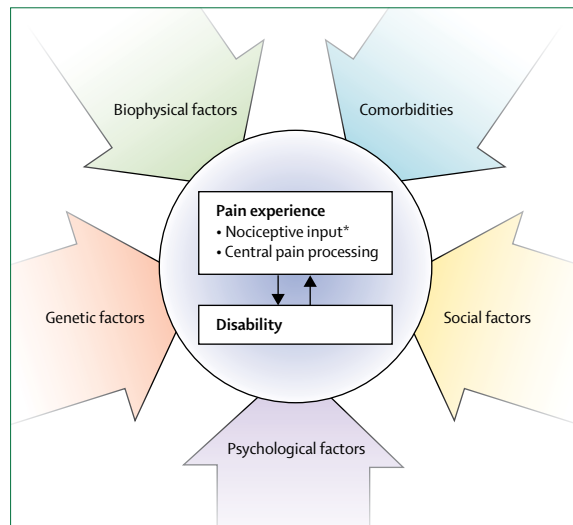 Biophysical factors
Comorbidities
Pain experience
• Nociceptive input*
• Central pain processing
Genetic factors
Disability
Social factors
Psychological factors